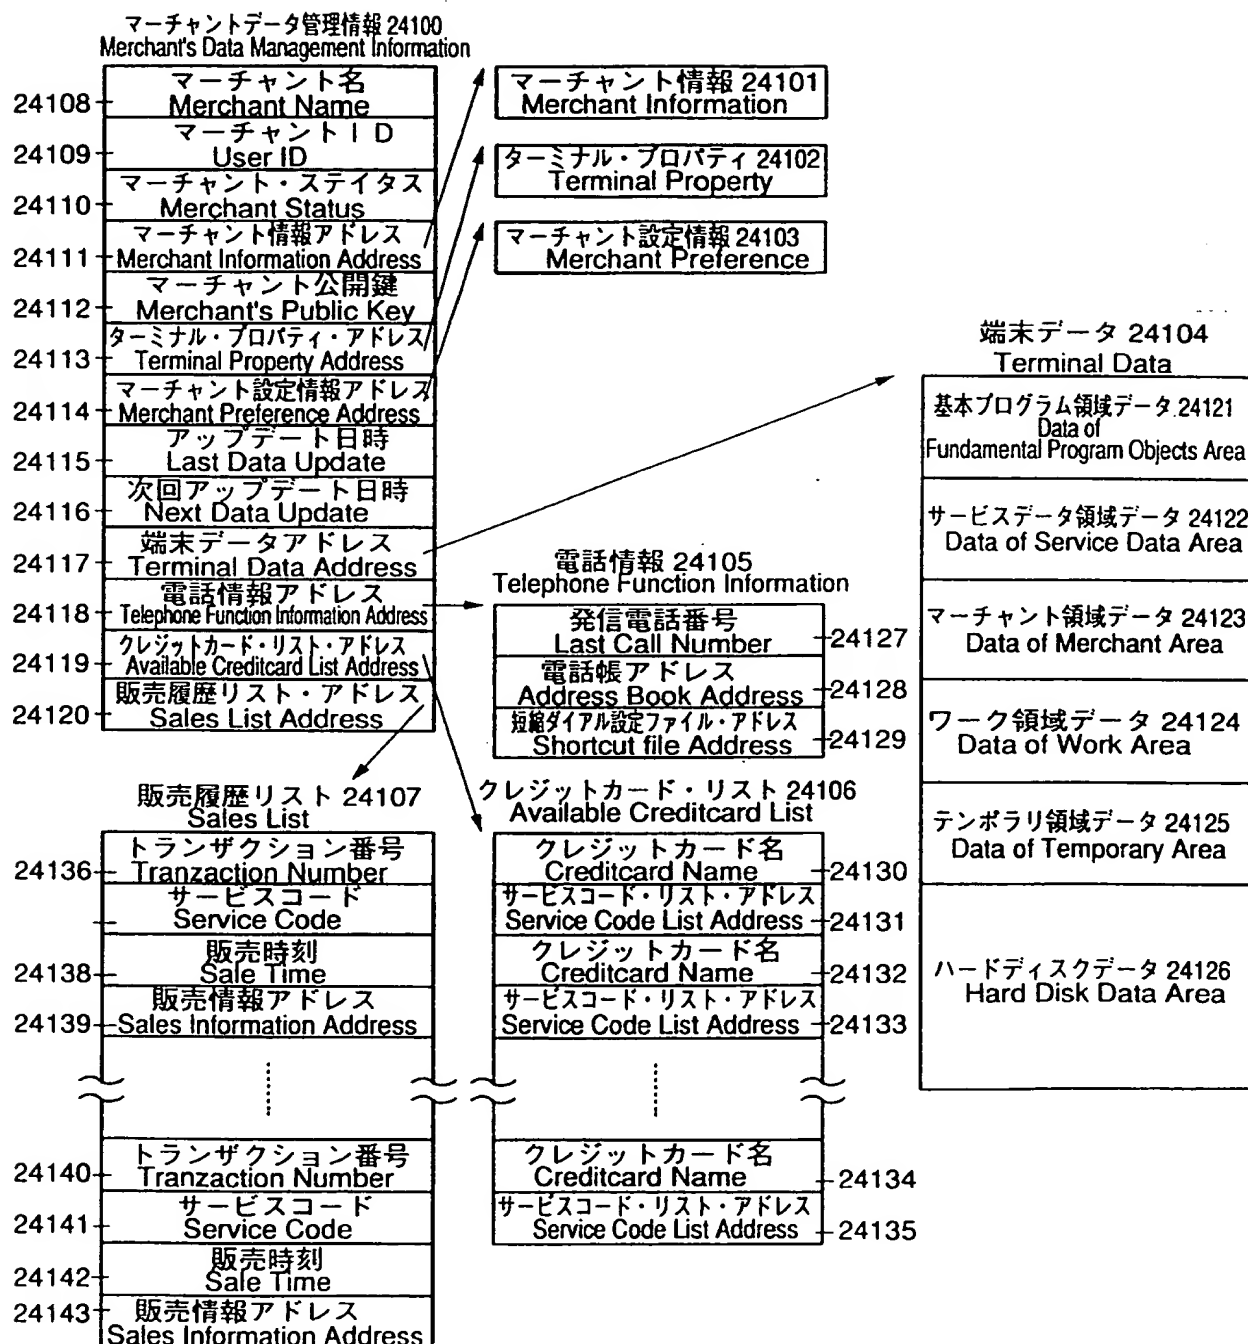 マーチャントデータ管理情報 24100
Merchant's Data Management Information
24108
マーチャント名
Merchant Name
24109
マーチャントID
User ID
24110
マーチャント・ステイタス
Merchant Status
24111
マーチャント情報アドレス
Merchant Information Address
24112
マーチャント公開鍵
Merchant's Public Key
24113
ターミナル・プロパティ・アドレス
Terminal Property Address
24114
マーチャント設定情報アドレス
Merchant Preference Address
24115
アップデート日時
Last Data Update
24116
次回アップデート日時
Next Data Update
24117
端末データアドレス
Terminal Data Address
24118
電話情報アドレス
Telephone Function Information Address
24119
クレジットカード・リスト・アドレス
Available Creditcard List Address
24120
販売履歴リスト・アドレス
Sales List Address
マーチャント情報 24101
Merchant Information
ターミナル・プロパティ 24102
Terminal Property
マーチャント設定情報 24103
Merchant Preference
端末データ 24104
Terminal Data
基本プログラム領域データ 24121
Data of
Fundamental Program Objects Area
サービスデータ領域データ 24122
Data of Service Data Area
マーチャント領域データ 24123
Data of Merchant Area
ワーク領域データ 24124
Data of Work Area
テンポラリ領域データ 24125
Data of Temporary Area
ハードディスクデータ 24126
Hard Disk Data Area
電話情報 24105
Telephone Function Information
発信電話番号
Last Call Number
24127
電話帳アドレス
Address Book Address
24128
短縮ダイアル設定ファイル・アドレス
Shortcut file Address
24129
販売履歴リスト 24107
Sales List
24136
トランザクション番号
Tranzaction Number
サービスコード
Service Code
24138
販売時刻
Sale Time
24139
販売情報アドレス
Sales Information Address
24140
トランザクション番号
Tranzaction Number
24141
サービスコード
Service Code
24142
販売時刻
Sale Time
24143
販売情報アドレス
Sales Information Address
クレジットカード・リスト 24106
Available Creditcard List
クレジットカード名
Creditcard Name
24130
サービスコード・リスト・アドレス
Service Code List Address
24131
クレジットカード名
Creditcard Name
24132
サービスコード・リスト・アドレス
Service Code List Address
24133
クレジットカード名
Creditcard Name
24134
サービスコード・リスト・アドレス
Service Code List Address
24135